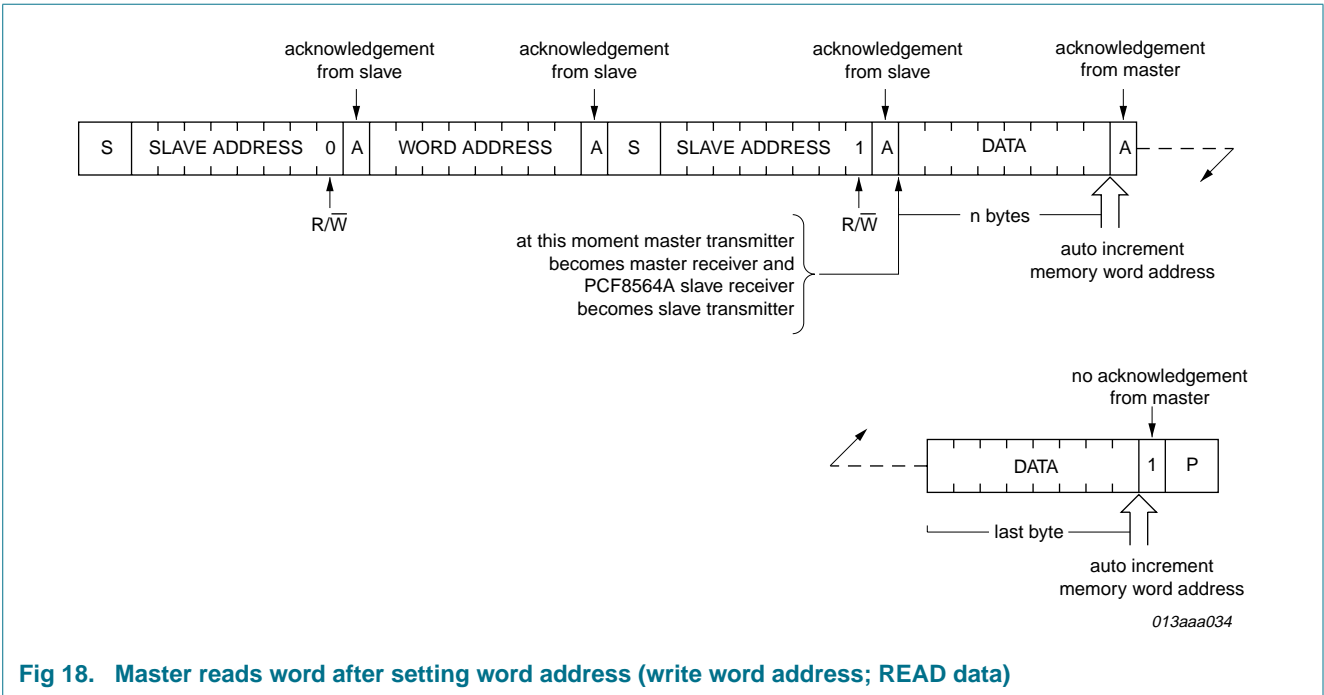 acknowledgement
from slave
acknowledgement
from slave
acknowledgement
from slave
acknowledgement
from master
S SLAVE ADDRESS 0 A WORD ADDRESS A S SLAVE ADDRESS 1 A DATA A
R/W̅
R/W̅
n bytes
at this moment master transmitter
becomes master receiver and
PCF8564A slave receiver
becomes slave transmitter
auto increment
memory word address
no acknowledgement
from master
DATA 1 P
last byte
auto increment
memory word address
013aaa034
Fig 18. Master reads word after setting word address (write word address; READ data)